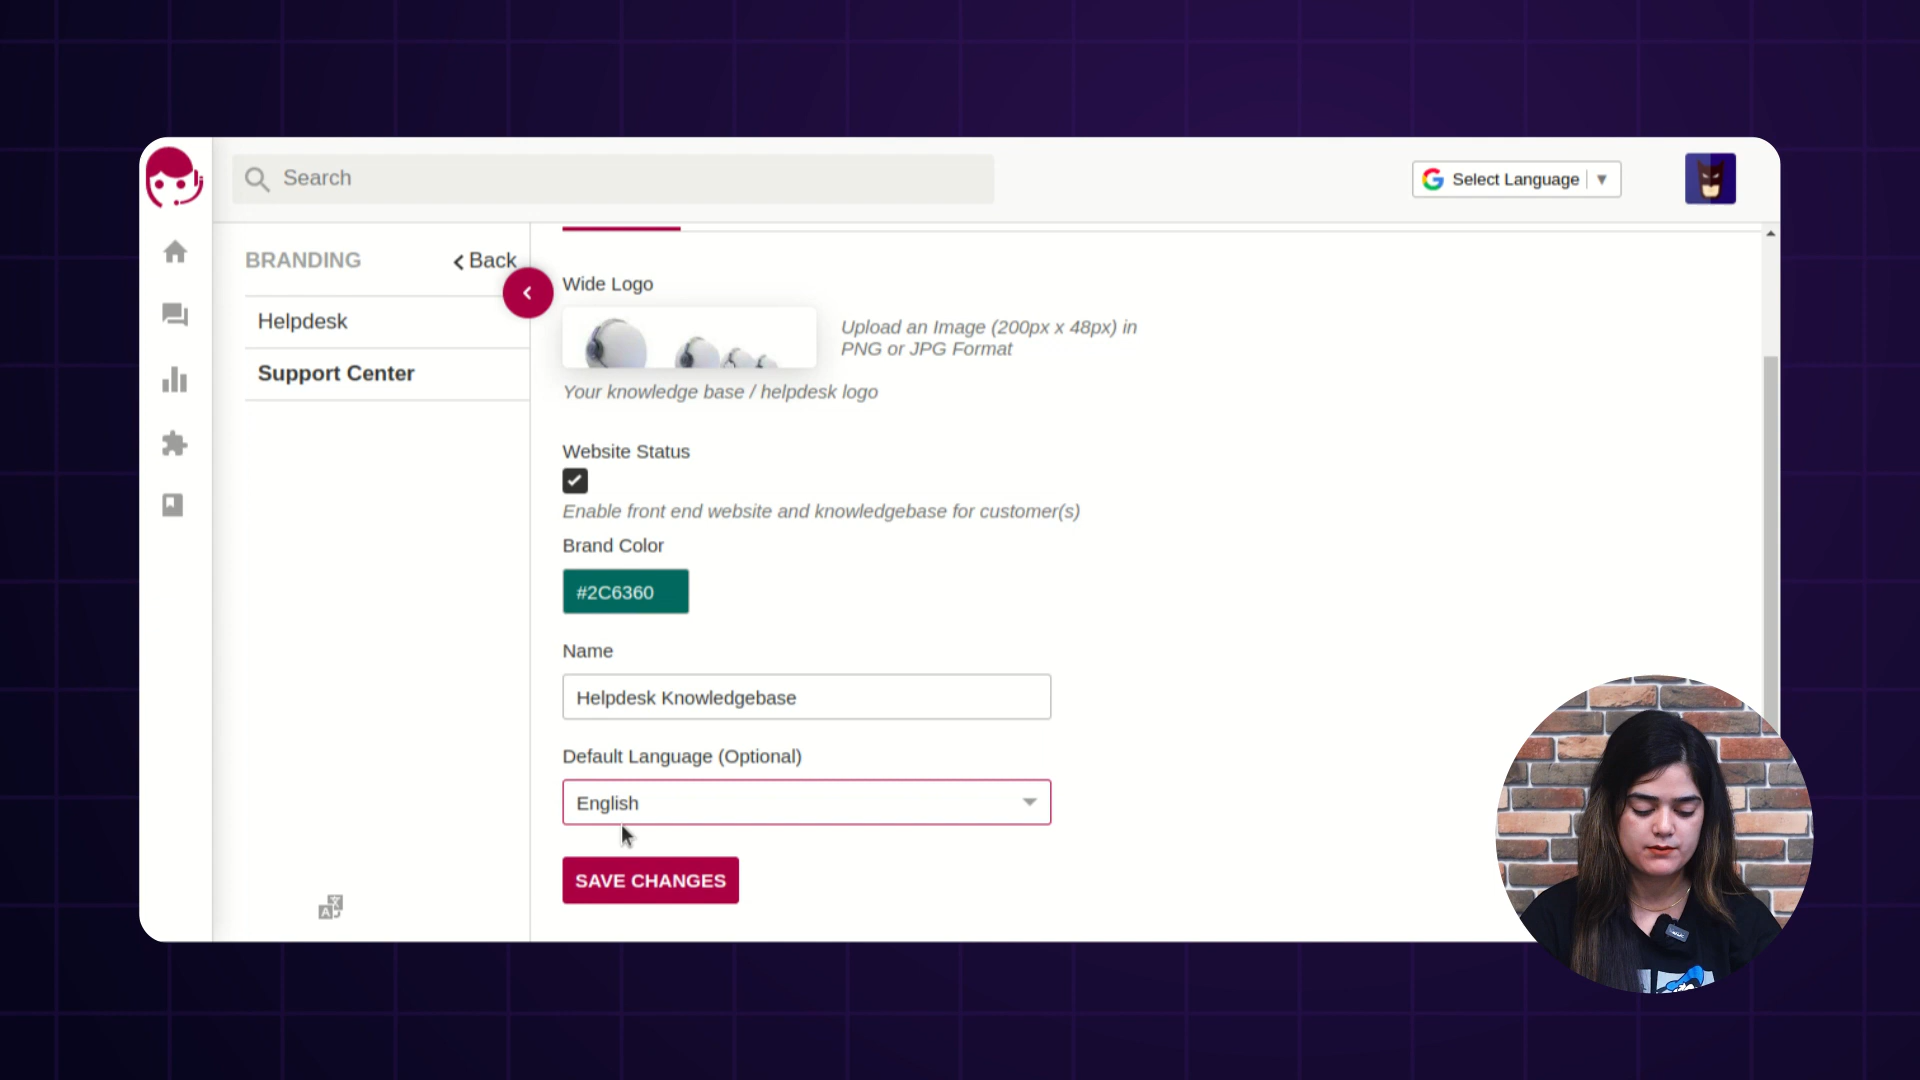 Search
Select Language ▼
BRANDING
Back
Helpdesk
Support Center
Wide Logo
Upload an Image (200px x 48px) in
PNG or JPG Format
Your knowledge base / helpdesk logo
Website Status
Enable front end website and knowledgebase for customer(s)
Brand Color
#2C6360
Name
Helpdesk Knowledgebase
Default Language (Optional)
English
SAVE CHANGES